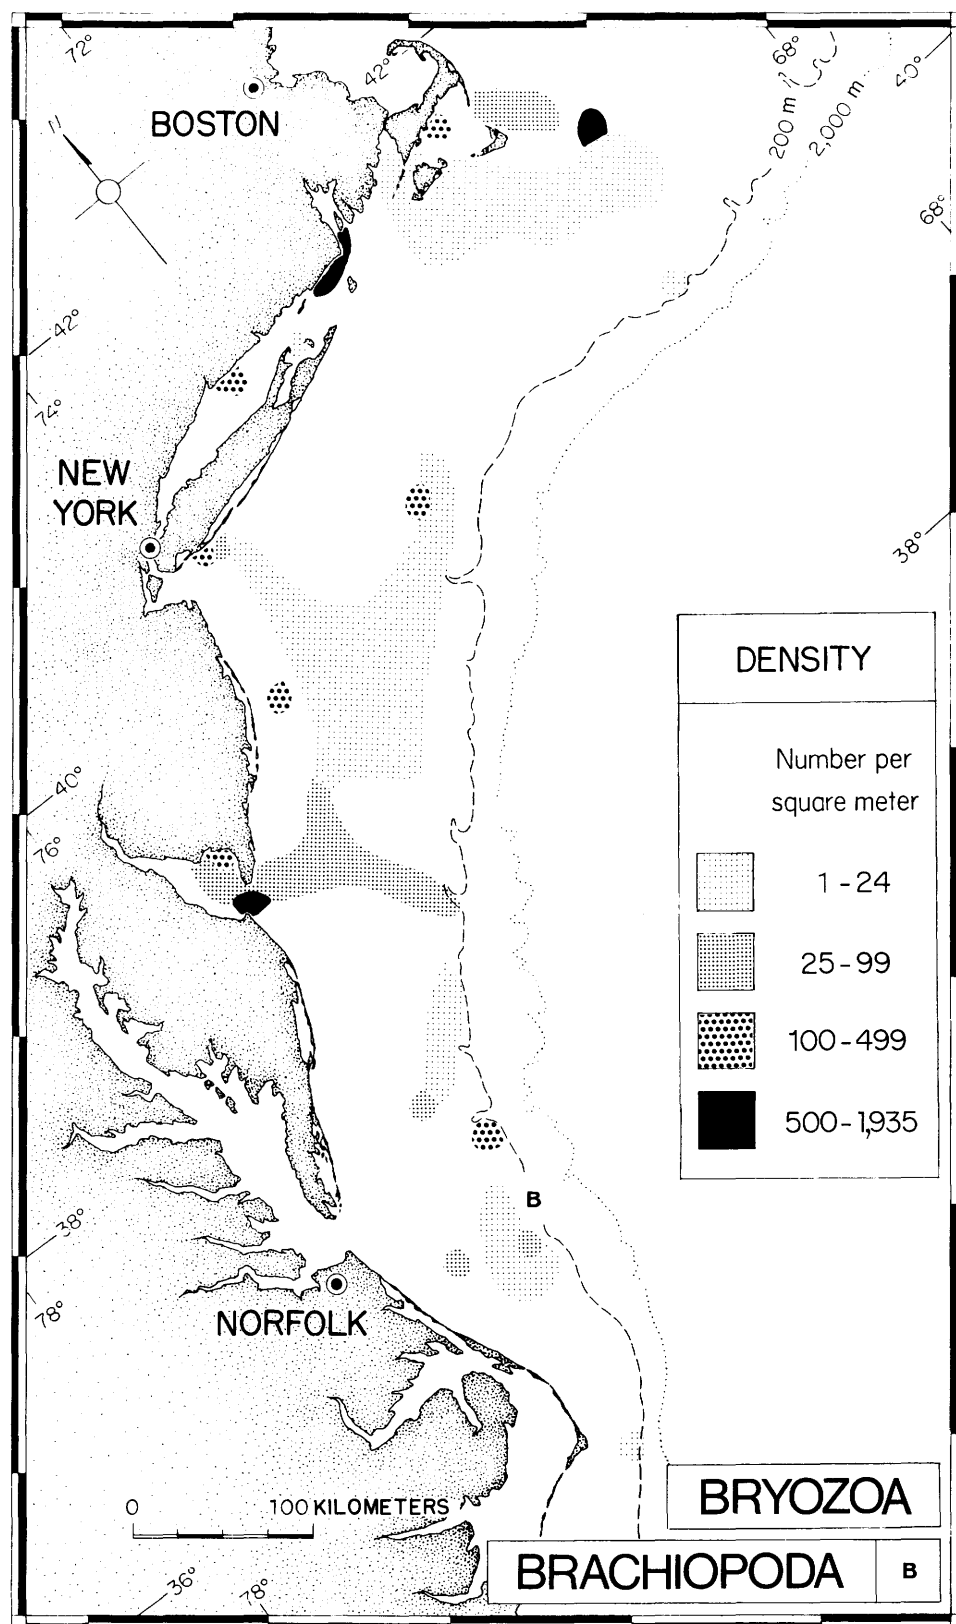 72°
42°
68°
40°
BOSTON
200 m
2,000 m
N
68°
42°
74°
NEW
YORK
38°
DENSITY
Number per
square meter
40°
76°
1-24
25-99
100-499
500-1,935
B
38°
78°
NORFOLK
0 100 KILOMETERS
BRYOZOA
BRACHIOPODA B
36°
78°